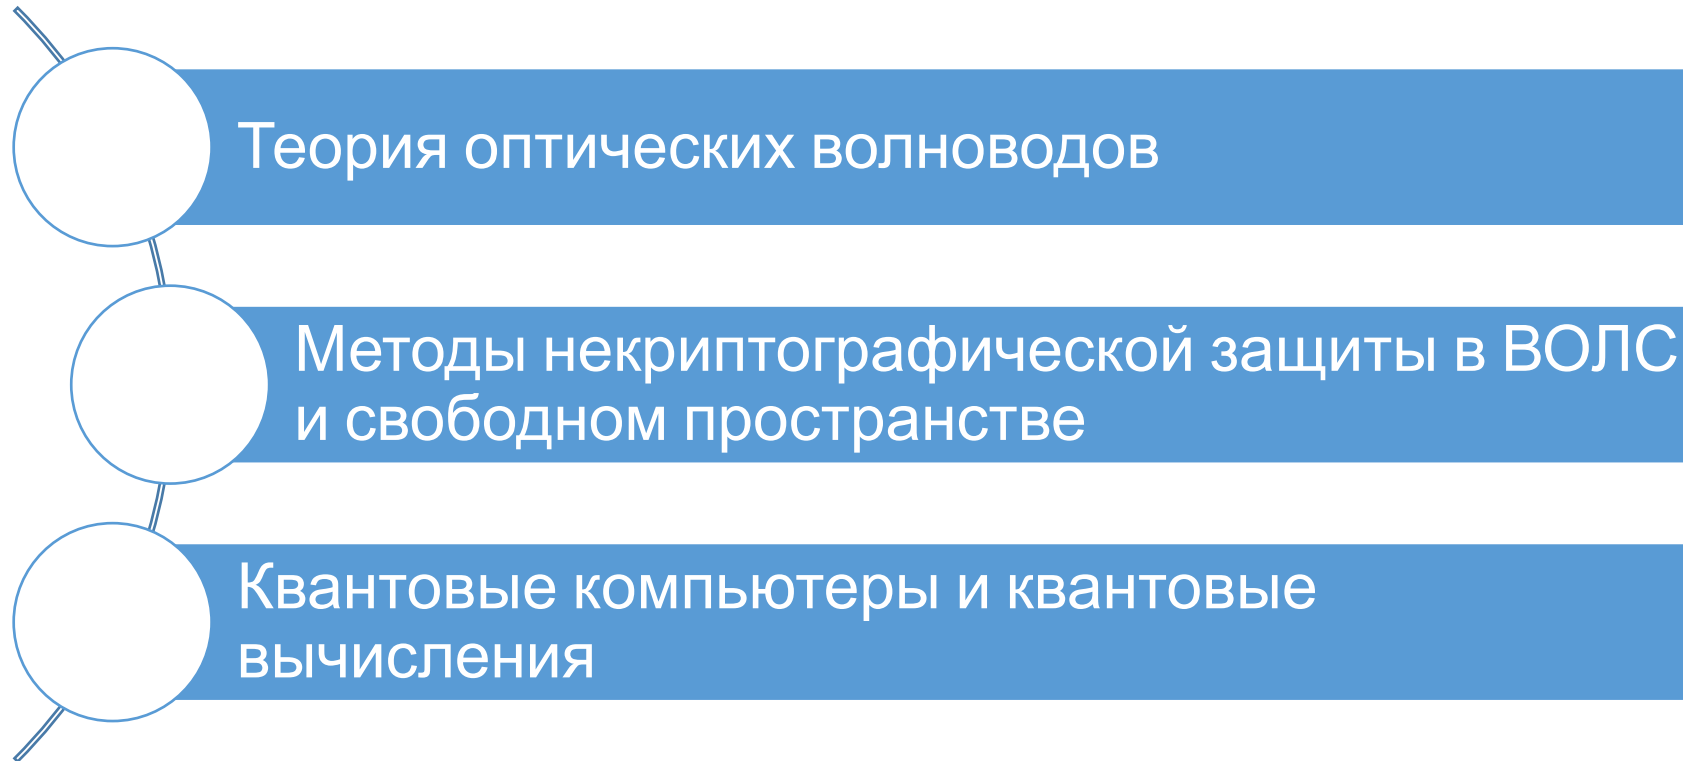 Теория оптических волноводов
Методы некриптографической защиты в ВОЛС
и свободном пространстве
Квантовые компьютеры и квантовые
вычисления